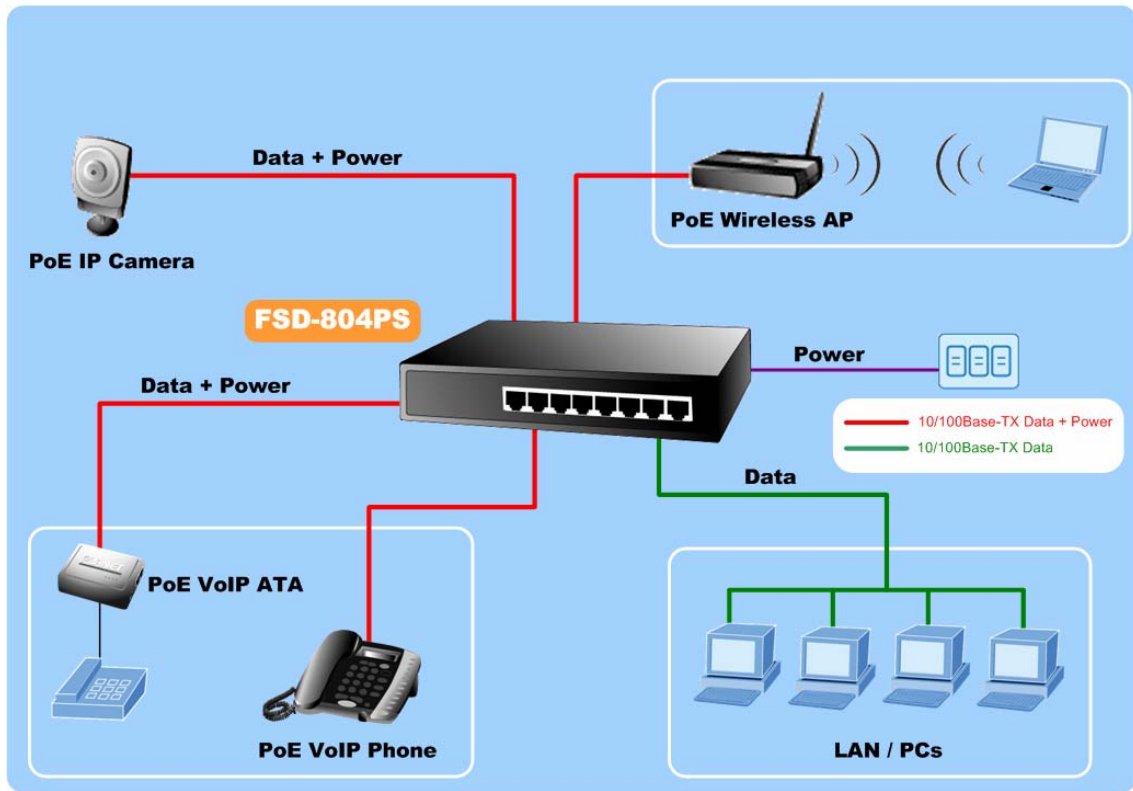 Data + Power
PoE Wireless AP
PoE IP Camera
FSD-804PS
Power
Data + Power
10/100Base-TX Data + Power
10/100Base-TX Data
Data
PoE VoIP ATA
PoE VoIP Phone
LAN / PCs